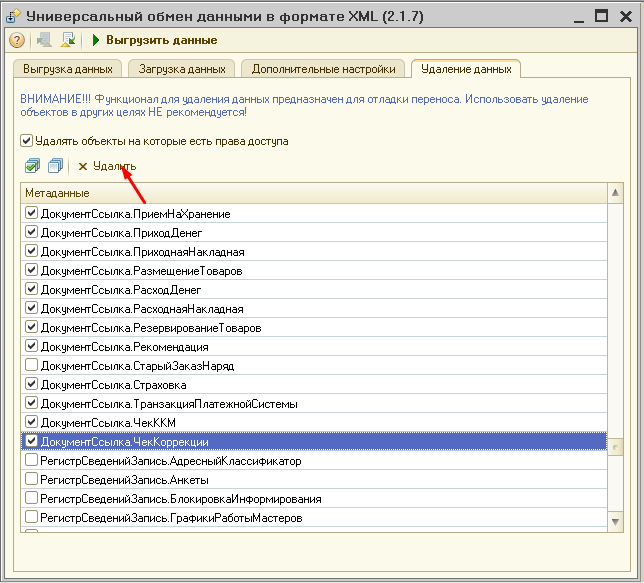 Универсальный обмен данными в формате XML (2.1.7)
Выгрузить данные
Выгрузка данных Загрузка данных Дополнительные настройки Удаление данных
ВНИМАНИЕ!!! Функционал для удаления данных предназначен для отладки переноса. Использовать удаление
объектов в других целях НЕ рекомендуется!
Удалять объекты на которые есть права доступа
Удалить
Метаданные
ДокументСсылка.ПриемНаХранение
ДокументСсылка.ПриходДенег
ДокументСсылка.ПриходнаяНакладная
ДокументСсылка.РазмещениеТоваров
ДокументСсылка.РасходДенег
ДокументСсылка.РасходнаяНакладная
ДокументСсылка.РезервированиеТоваров
ДокументСсылка.Рекомендация
ДокументСсылка.СтарыйЗаказНаряд
ДокументСсылка.Страховка
ДокументСсылка.ТранзакцияПлатежнойСистемы
ДокументСсылка.ЧекККМ
ДокументСсылка.ЧекКоррекции
РегистрСведенийЗапись.АдресныйКлассификатор
РегистрСведенийЗапись.Анкеты
РегистрСведенийЗапись.БлокировкаИнформирования
РегистрСведенийЗапись.ГрафикиРаботыМастеров